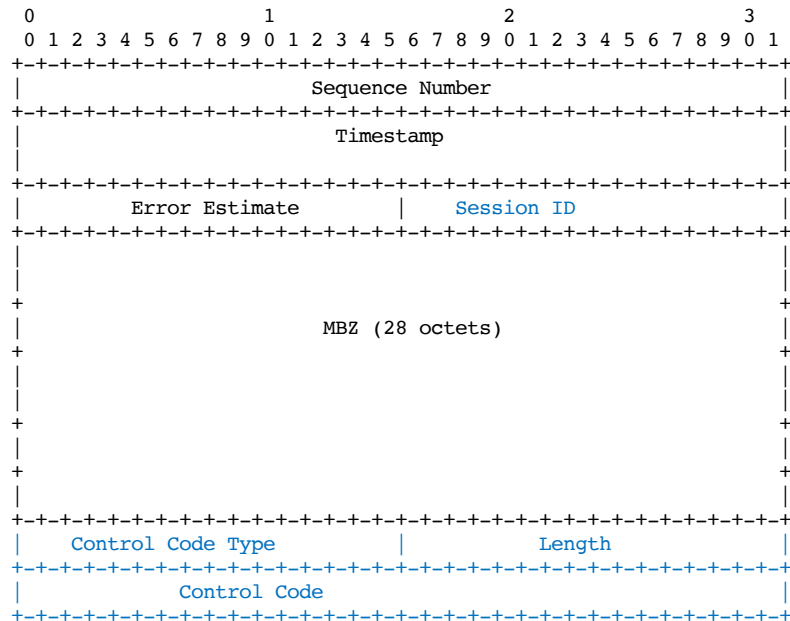 0                   1                   2                   3
 0 1 2 3 4 5 6 7 8 9 0 1 2 3 4 5 6 7 8 9 0 1 2 3 4 5 6 7 8 9 0 1
+-+-+-+-+-+-+-+-+-+-+-+-+-+-+-+-+-+-+-+-+-+-+-+-+-+-+-+-+-+-+-+-+
|                        Sequence Number                        |
+-+-+-+-+-+-+-+-+-+-+-+-+-+-+-+-+-+-+-+-+-+-+-+-+-+-+-+-+-+-+-+-+
|                          Timestamp                            |
|                                                               |
+-+-+-+-+-+-+-+-+-+-+-+-+-+-+-+-+-+-+-+-+-+-+-+-+-+-+-+-+-+-+-+-+
|         Error Estimate        |    Session ID                 |
+-+-+-+-+-+-+-+-+-+-+-+-+-+-+-+-+-+-+-+-+-+-+-+-+-+-+-+-+-+-+-+-+
|                                                               |
|                                                               |
+                                                               +
|                         MBZ (28 octets)                       |
+                                                               +
|                                                               |
|                                                               |
+                                                               +
|                                                               |
+                                                               +
|                                                               |
+-+-+-+-+-+-+-+-+-+-+-+-+-+-+-+-+-+-+-+-+-+-+-+-+-+-+-+-+-+-+-+-+
|    Control Code Type          |           Length              |
+-+-+-+-+-+-+-+-+-+-+-+-+-+-+-+-+-+-+-+-+-+-+-+-+-+-+-+-+-+-+-+-+
|             Control Code                                      |
+-+-+-+-+-+-+-+-+-+-+-+-+-+-+-+-+-+-+-+-+-+-+-+-+-+-+-+-+-+-+-+-+